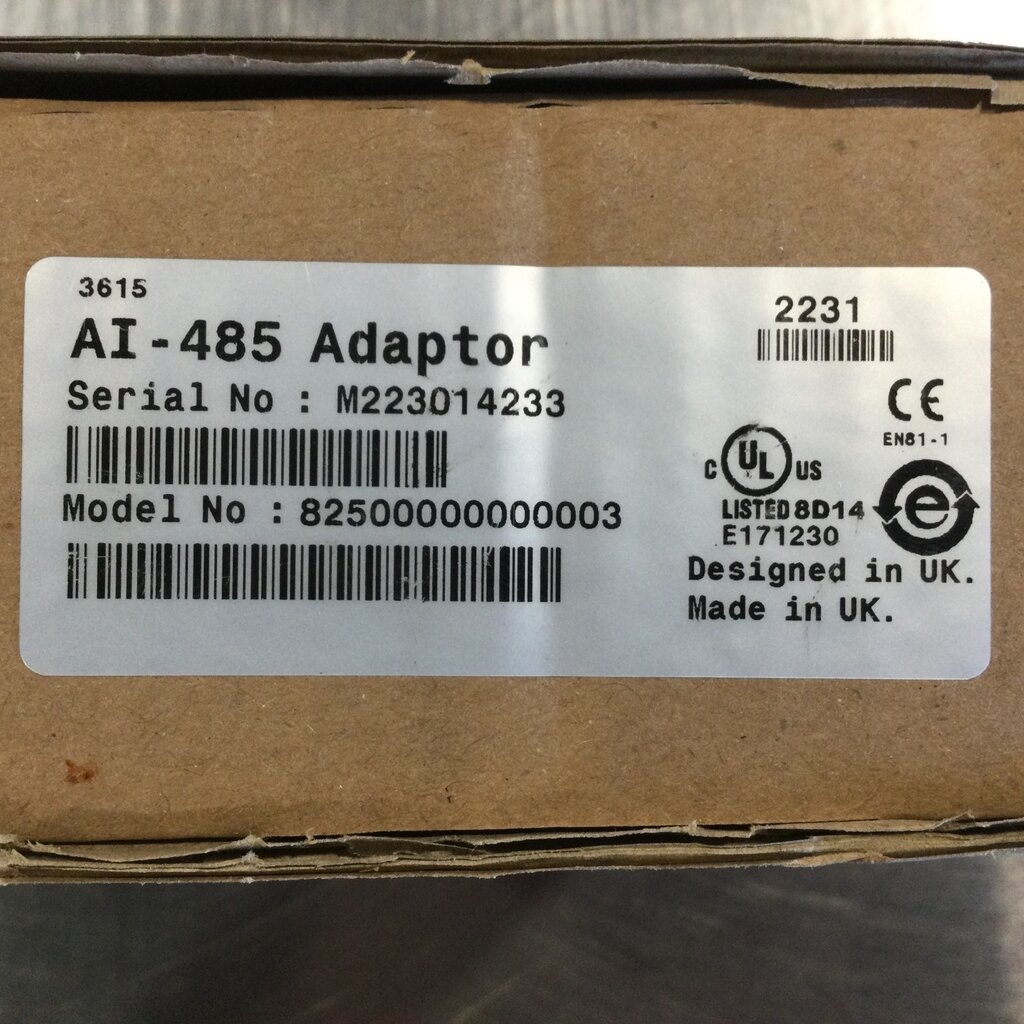 3615
AI-485 Adaptor
Serial No : M223014233
Model No : 82500000000003
2231
CE
EN81-1
C UL US
LISTED 8D14
E171230
e
Designed in UK.
Made in UK.